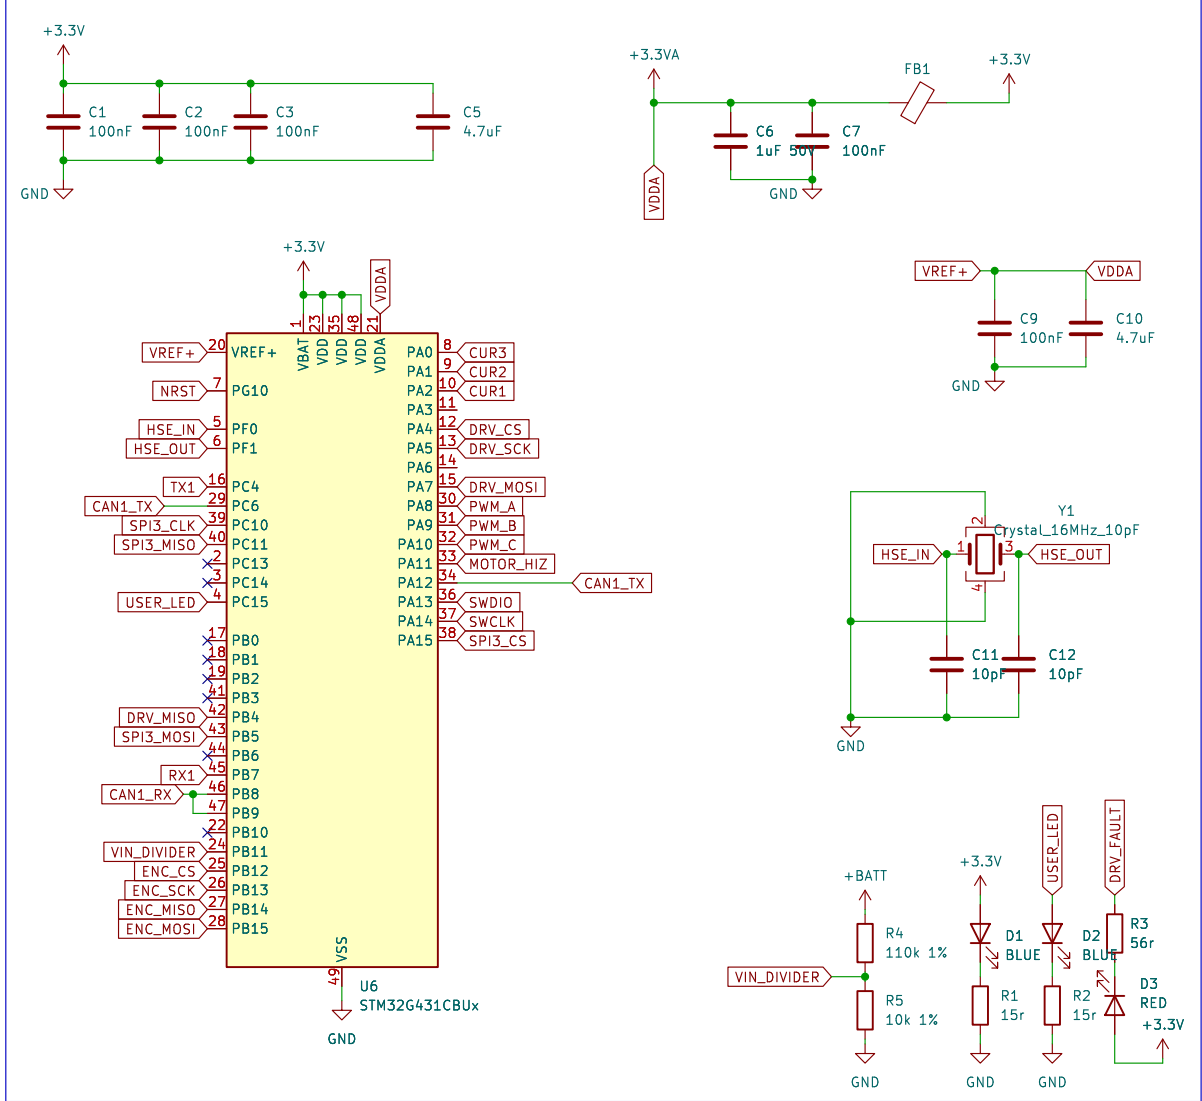 +3.3V
C1
100nF
C2
100nF
C3
100nF
C5
4.7uF
GND
+3.3VA
FB1
+3.3V
C6
1uF 50V
C7
100nF
GND
VDDA
VREF+
VDDA
C9
100nF
C10
4.7uF
GND
+3.3V
VDDA
1
23
35
48
21
VBAT
VDD
VDD
VDD
VDDA
VREF+ 20 VREF+
NRST 7 PG10
HSE_IN 5 PF0
HSE_OUT 6 PF1
TX1 16 PC4
CAN1_TX 29 PC6
SPI3_CLK 39 PC10
SPI3_MISO 40 PC11
2 PC13
3 PC14
USER_LED 4 PC15
17 PB0
18 PB1
19 PB2
41 PB3
DRV_MISO 42 PB4
SPI3_MOSI 43 PB5
44 PB6
RX1 45 PB7
CAN1_RX 46 PB8
47 PB9
22 PB10
VIN_DIVIDER 24 PB11
ENC_CS 25 PB12
ENC_SCK 26 PB13
ENC_MISO 27 PB14
ENC_MOSI 28 PB15
PA0 8 CUR3
PA1 9 CUR2
PA2 10 CUR1
PA3 11
PA4 12 DRV_CS
PA5 13 DRV_SCK
PA6 14
PA7 15 DRV_MOSI
PA8 30 PWM_A
PA9 31 PWM_B
PA10 32 PWM_C
PA11 33 MOTOR_HIZ
PA12 34 CAN1_TX
PA13 36 SWDIO
PA14 37 SWCLK
PA15 38 SPI3_CS
VSS
49
U6
STM32G431CBUx
GND
Y1
Crystal_16MHz_10pF
HSE_IN
1
2
3
4
HSE_OUT
C11
10pF
C12
10pF
GND
+BATT
R4
110k 1%
VIN_DIVIDER
R5
10k 1%
GND
+3.3V
D1
BLUE
R1
15r
GND
USER_LED
D2
BLUE
R2
15r
GND
DRV_FAULT
R3
56r
D3
RED
+3.3V